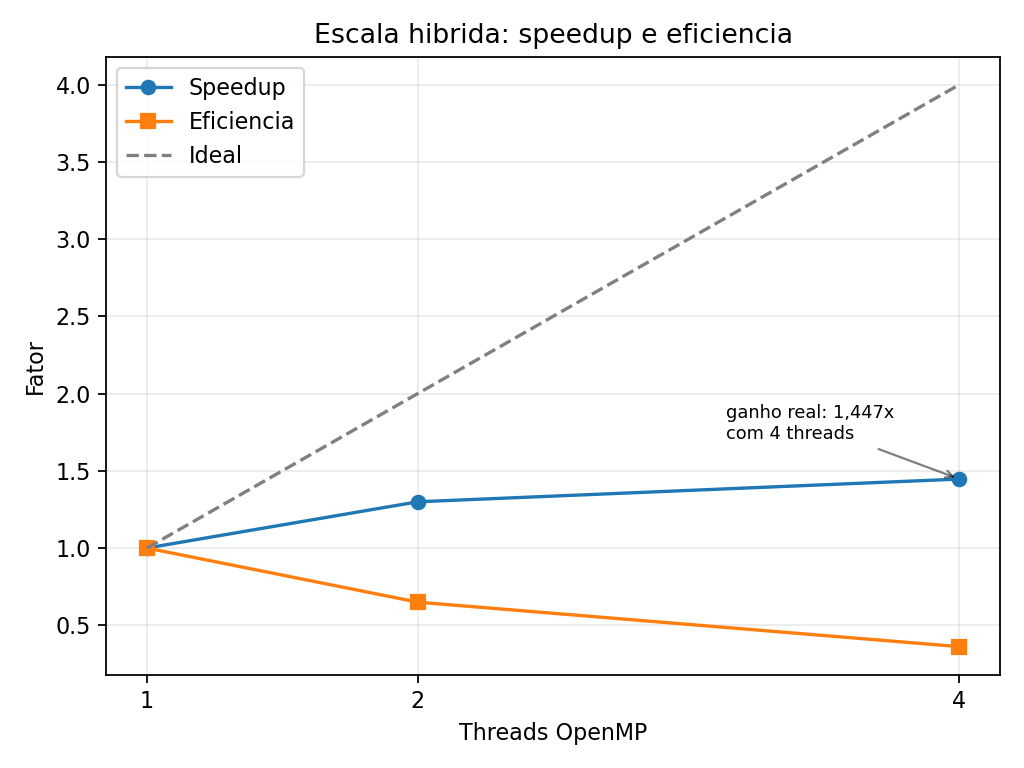 Escala hibrida: speedup e eficiencia
Speedup
Eficiencia
Ideal
4.0
3.5
3.0
2.5
2.0
1.5
1.0
0.5
Fator
ganho real: 1,447x
com 4 threads
1
2
4
Threads OpenMP